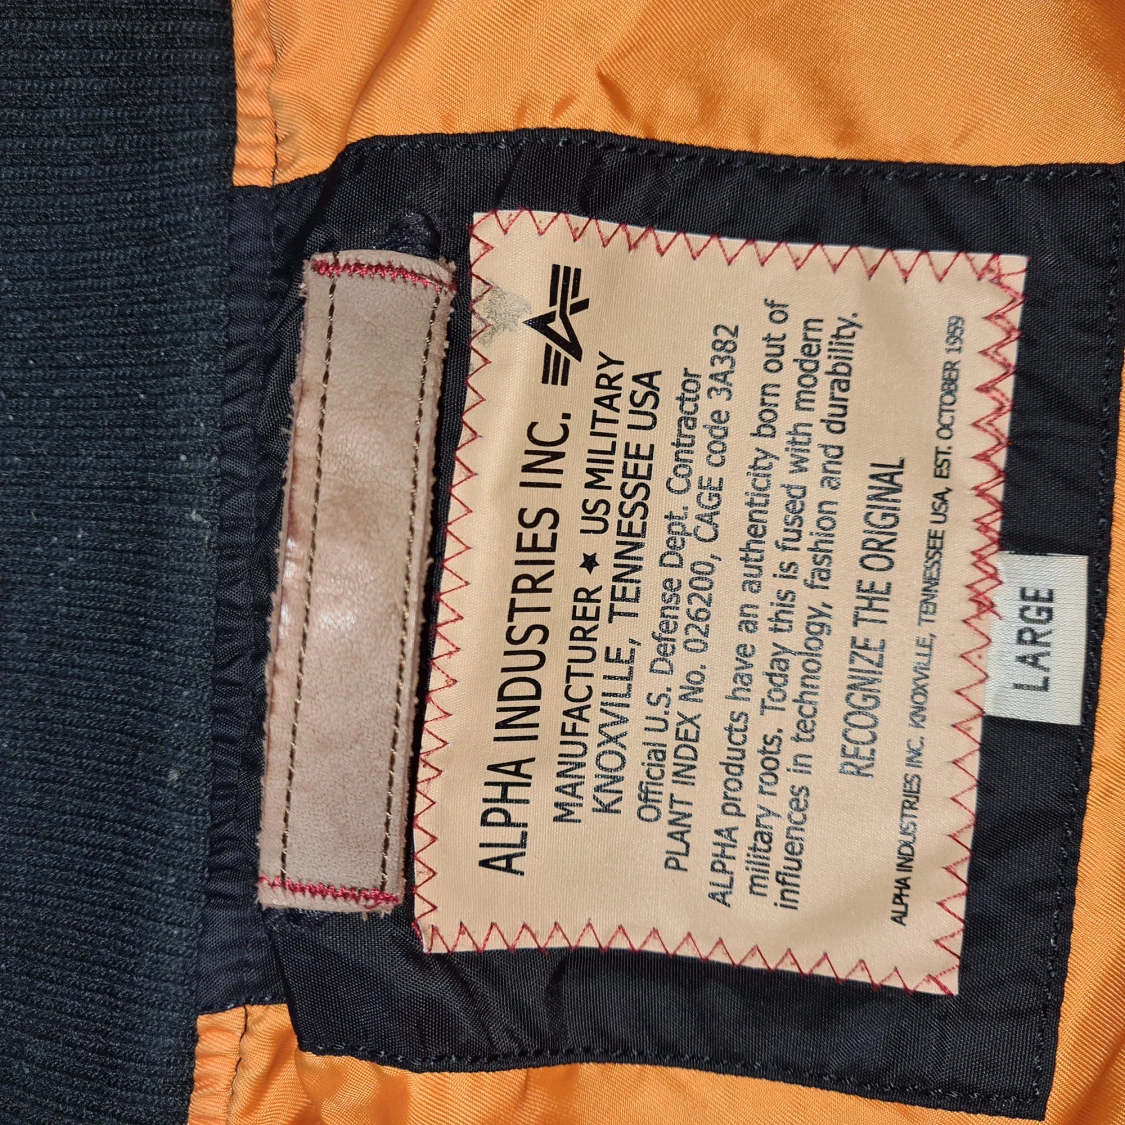 ALPHA INDUSTRIES INC.
MANUFACTURER ★ US MILITARY
KNOXVILLE, TENNESSEE USA
Official U.S. Defense Dept. Contractor
PLANT INDEX No. 026200, CAGE code 3A382
ALPHA products have an authenticity born out of
military roots. Today this is fused with modern
influences in technology, fashion and durability.
RECOGNIZE THE ORIGINAL
ALPHA INDUSTRIES INC. KNOXVILLE, TENNESSEE USA, EST. OCTOBER 1959
LARGE